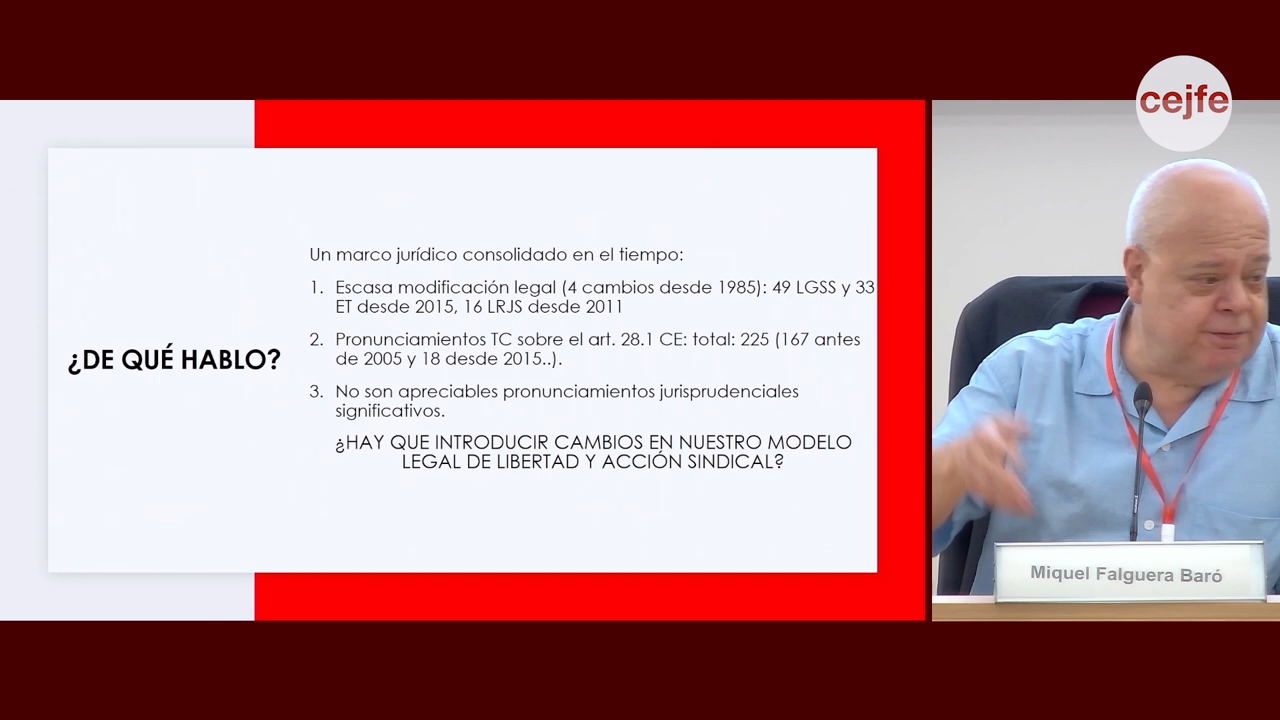 cejfe
¿DE QUÉ HABLO?
Un marco jurídico consolidado en el tiempo:
1. Escasa modificación legal (4 cambios desde 1985): 49 LGSS y 33
ET desde 2015, 16 LRJS desde 2011
2. Pronunciamientos TC sobre el art. 28.1 CE: total: 225 (167 antes
de 2005 y 18 desde 2015..).
3. No son apreciables pronunciamientos jurisprudenciales
significativos.
¿HAY QUE INTRODUCIR CAMBIOS EN NUESTRO MODELO
LEGAL DE LIBERTAD Y ACCIÓN SINDICAL?
Miquel Falguera Baró